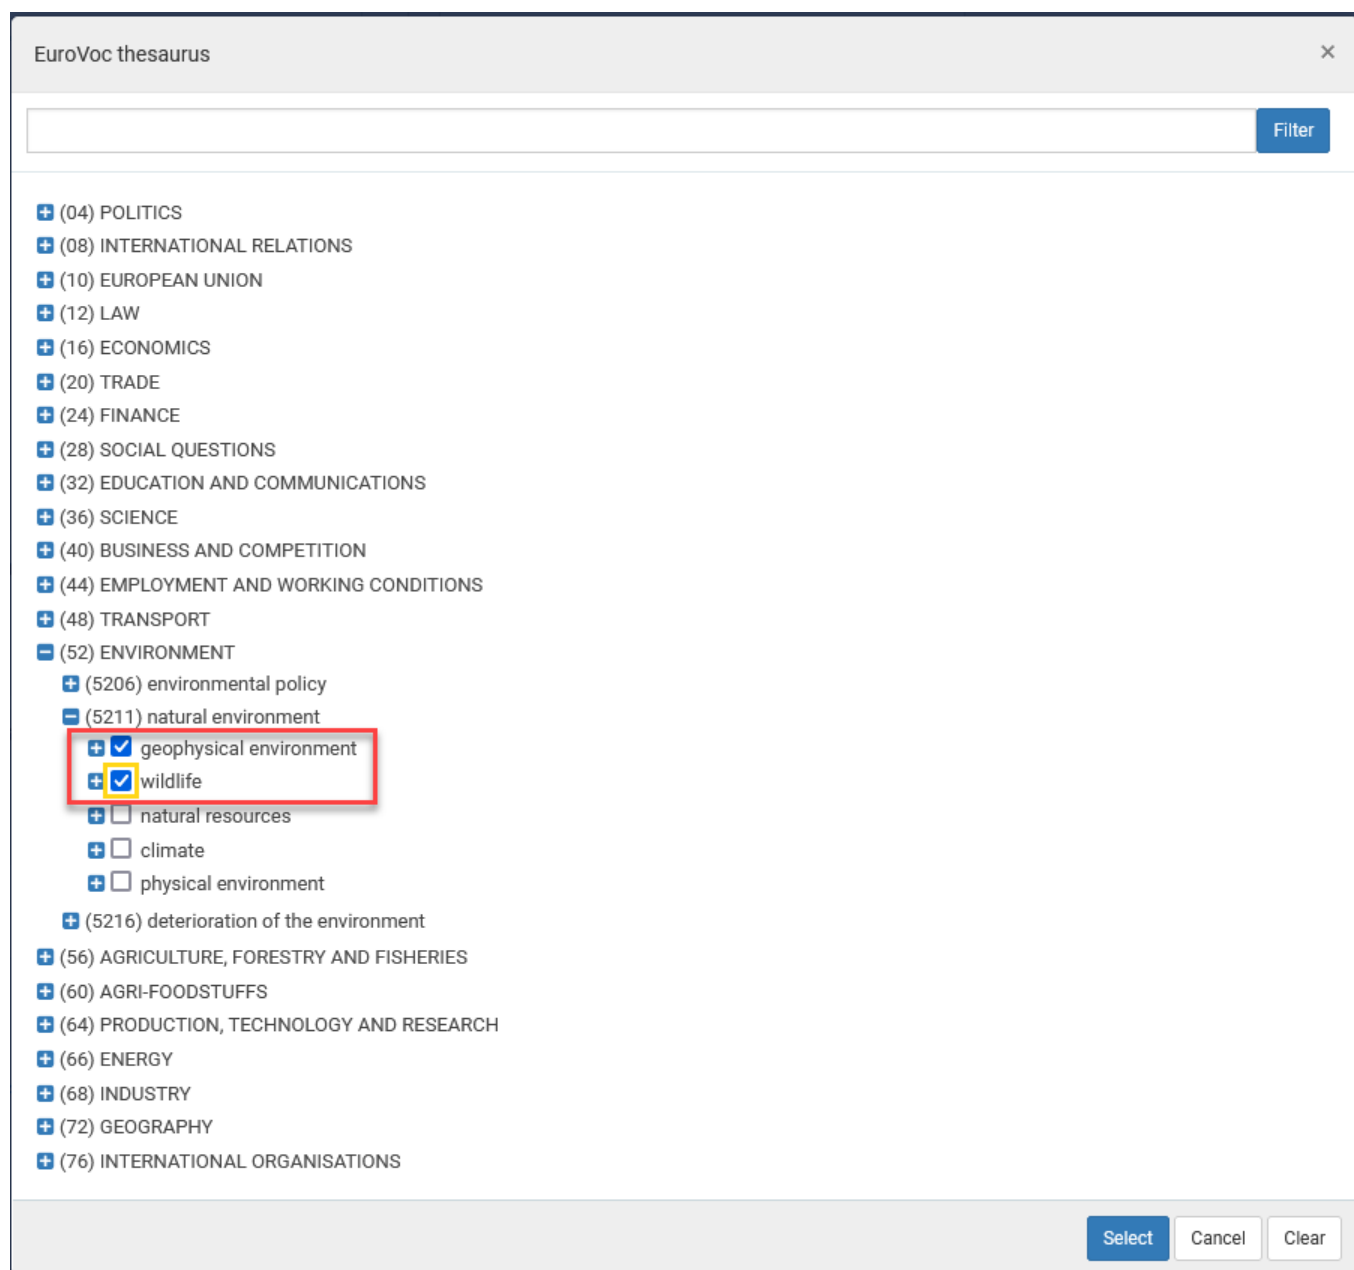 EuroVoc thesaurus
×
Filter
(04) POLITICS
(08) INTERNATIONAL RELATIONS
(10) EUROPEAN UNION
(12) LAW
(16) ECONOMICS
(20) TRADE
(24) FINANCE
(28) SOCIAL QUESTIONS
(32) EDUCATION AND COMMUNICATIONS
(36) SCIENCE
(40) BUSINESS AND COMPETITION
(44) EMPLOYMENT AND WORKING CONDITIONS
(48) TRANSPORT
(52) ENVIRONMENT
(5206) environmental policy
(5211) natural environment
geophysical environment
wildlife
natural resources
climate
physical environment
(5216) deterioration of the environment
(56) AGRICULTURE, FORESTRY AND FISHERIES
(60) AGRI-FOODSTUFFS
(64) PRODUCTION, TECHNOLOGY AND RESEARCH
(66) ENERGY
(68) INDUSTRY
(72) GEOGRAPHY
(76) INTERNATIONAL ORGANISATIONS
Select Cancel Clear